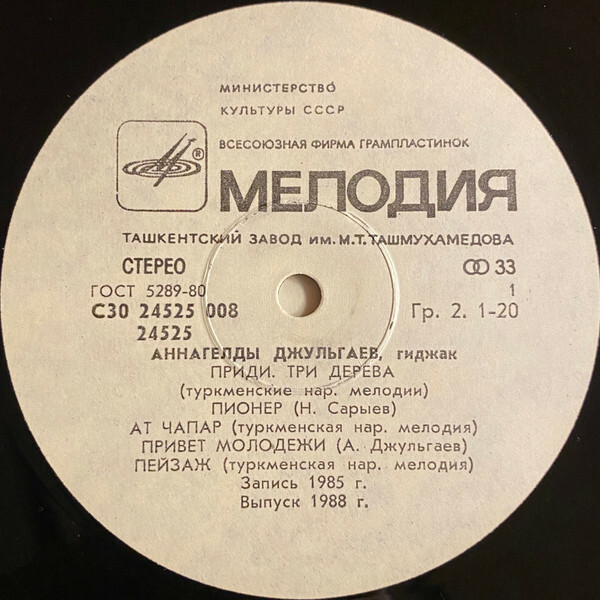 МИНИСТЕРСТВО
КУЛЬТУРЫ СССР
ВСЕСОЮЗНАЯ ФИРМА ГРАМПЛАСТИНОК
®
МЕЛОДИЯ
ТАШКЕНТСКИЙ ЗАВОД им. М.Т. ТАШМУХАМЕДОВА
СТЕРЕО 33
ГОСТ 5289-80 1
С30 24525 008 Гр. 2. 1-20
24525
АННАГЕЛДЫ ДЖУЛЬГАЕВ, гиджак
ПРИДИ. ТРИ ДЕРЕВА
(туркменские нар. мелодии)
ПИОНЕР (Н. Сарыев)
АТ ЧАПАР (туркменская нар. мелодия)
ПРИВЕТ МОЛОДЕЖИ (А. Джульгаев)
ПЕЙЗАЖ (туркменская нар. мелодия)
Запись 1985 г.
Выпуск 1988 г.